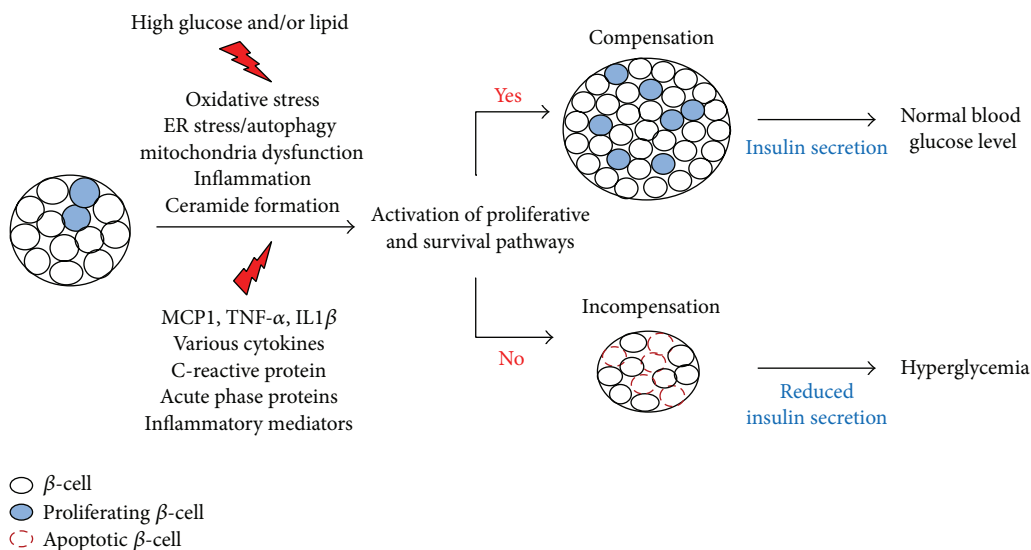 High glucose and/or lipid
Oxidative stress
ER stress/autophagy
mitochondria dysfunction
Inflammation
Ceramide formation
MCP1, TNF-α, IL1β
Various cytokines
C-reactive protein
Acute phase proteins
Inflammatory mediators
Activation of proliferative
and survival pathways
Yes
Compensation
Insulin secretion
Normal blood
glucose level
No
Incompensation
Reduced
insulin secretion
Hyperglycemia
β-cell
Proliferating β-cell
Apoptotic β-cell